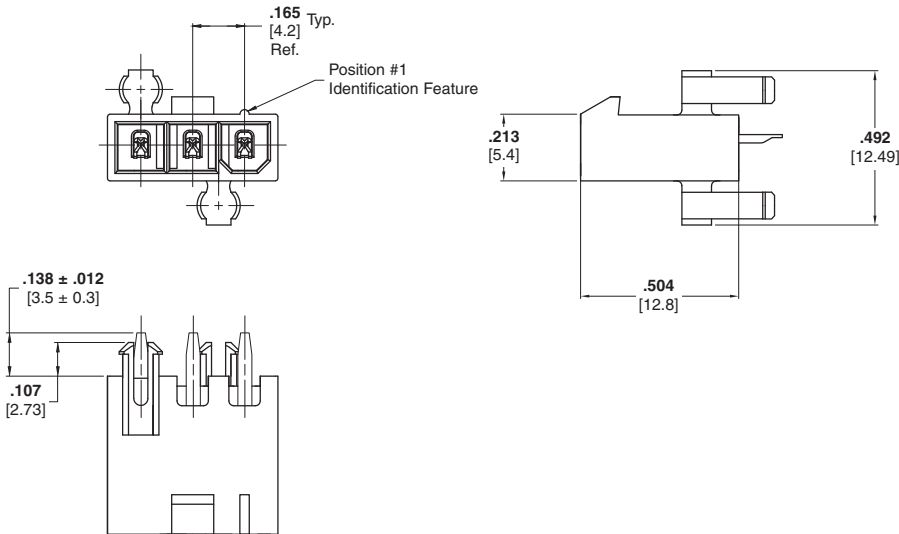 .165 Typ.
[4.2]
Ref.
Position #1
Identification Feature
.213
[5.4]
.492
[12.49]
.504
[12.8]
.138 ± .012
[3.5 ± 0.3]
.107
[2.73]